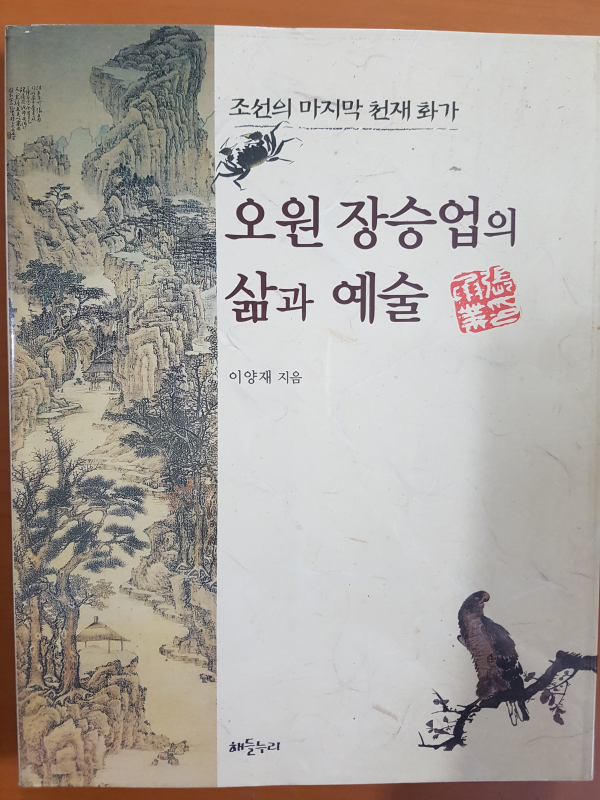 조선의 마지막 천재 화가
오원 장승업의
삶과 예술
이양재 지음
해들누리